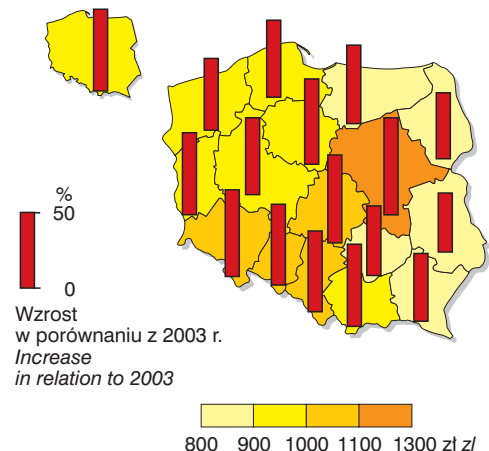 %
50
0
Wzrost
w porównaniu z 2003 r.
Increase
in relation to 2003
800 900 1000 1100 1300 zł zl